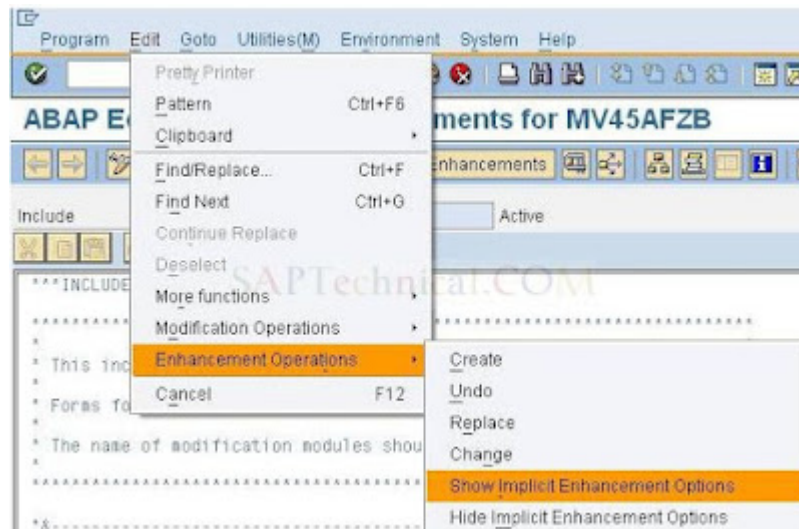 Program Edit Goto Utilities(M) Environment System Help
ABAP E
ments for MV45AFZB
Pretty Printer
Pattern Ctrl+F6
Clipboard
Find/Replace... Ctrl+F
Find Next Ctrl+G
Continue Replace
Deselect
More functions
Modification Operations
Enhancement Operations
Cancel F12
nhancements
Include
Active
SAPTechnical.COM
***INCLUDE
* This inc
* Forms fo
* The name of modification modules shou
Create
Undo
Replace
Change
Show Implicit Enhancement Options
Hide Implicit Enhancement Options